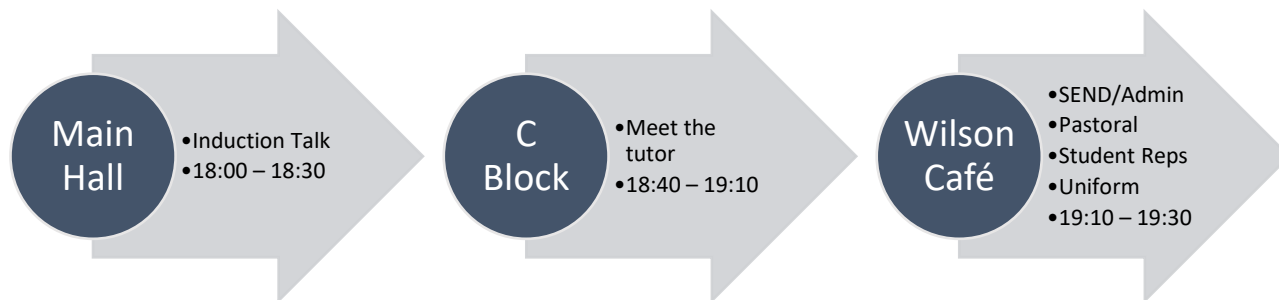 Main
Hall
•Induction Talk
•18:00 – 18:30
C
Block
•Meet the
tutor
•18:40 – 19:10
Wilson
Café
•SEND/Admin
•Pastoral
•Student Reps
•Uniform
•19:10 – 19:30